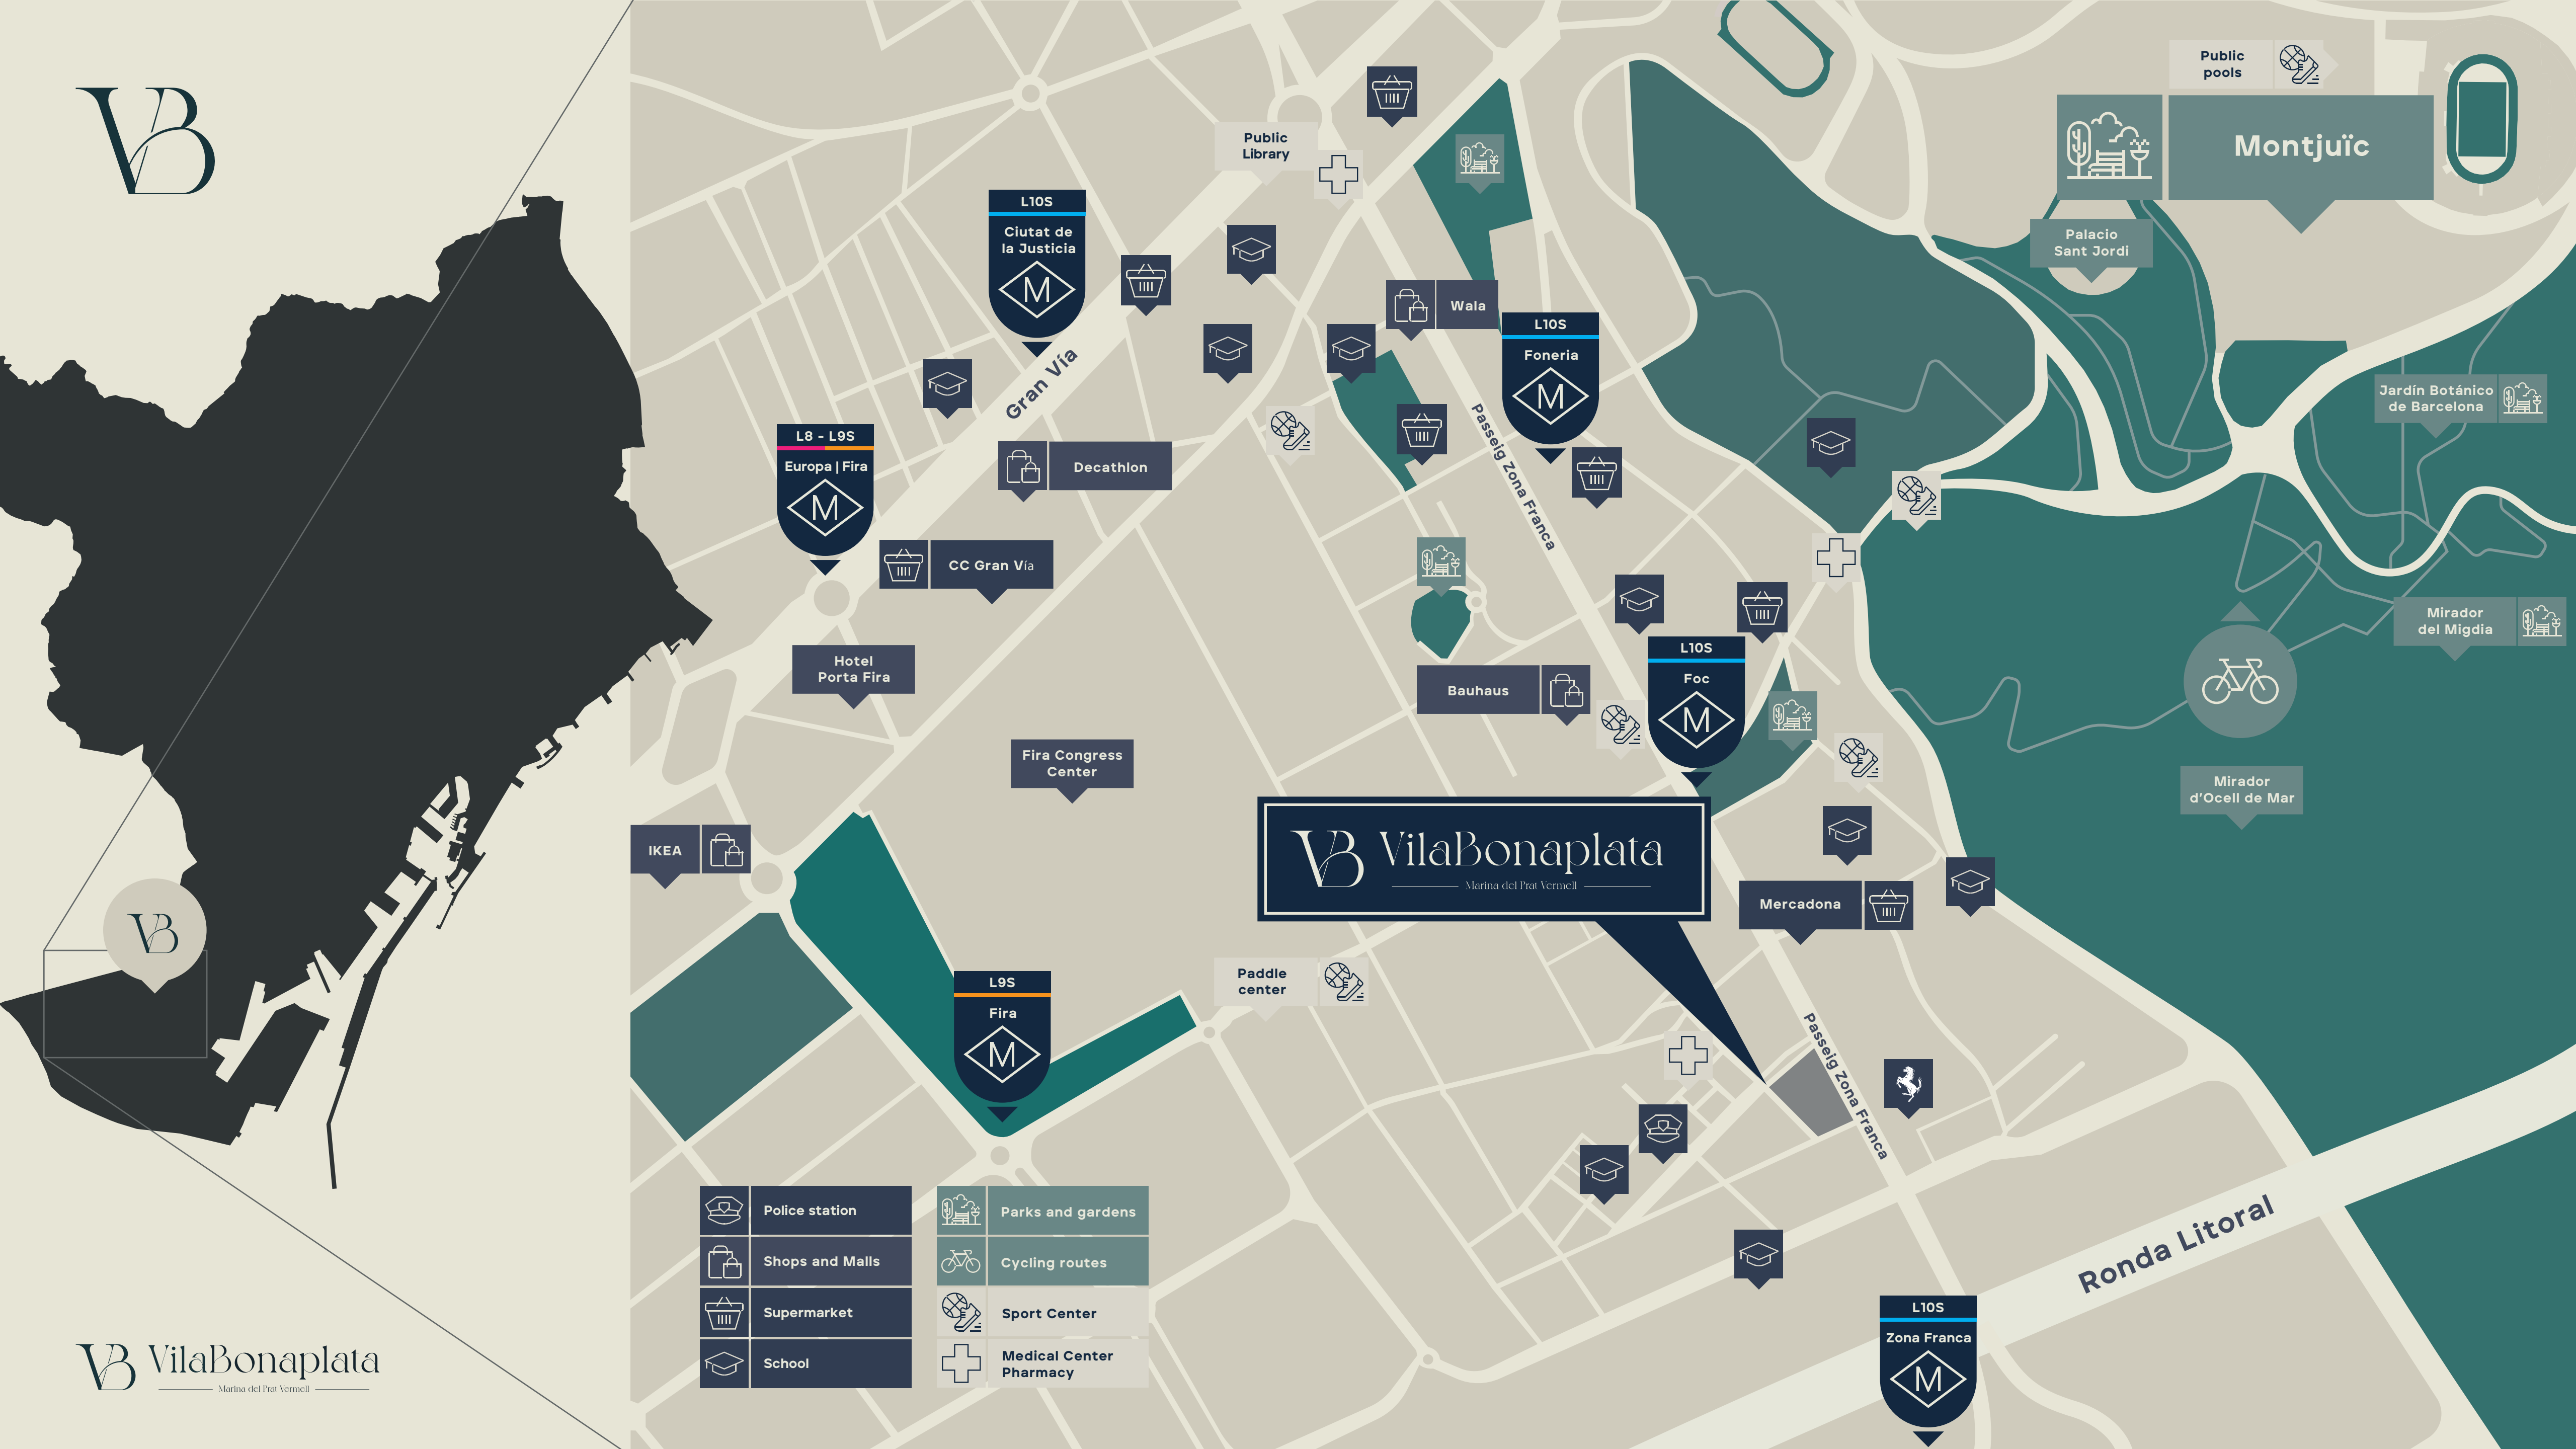 VB
Public
pools
Montjuïc
Public
Library
L10S
Ciutat de
la Justicia
M
Palacio
Sant Jordi
Wala
L10S
Foneria
M
Gran Vía
Jardín Botánico
de Barcelona
L8 - L9S
Europa | Fira
M
Decathlon
Passeig Zona Franca
CC Gran Vía
Mirador
del Migdia
Hotel
Porta Fira
L10S
Foc
M
Bauhaus
Fira Congress
Center
Mirador
d'Ocell de Mar
IKEA
VB VilaBonaplata
Marina del Prat Vermell
Mercadona
VB
L9S
Fira
M
Paddle
center
Passeig Zona Franca
Police station
Parks and gardens
Shops and Malls
Cycling routes
Supermarket
Sport Center
School
Medical Center
Pharmacy
Ronda Litoral
L10S
Zona Franca
M
VB VilaBonaplata
Marina del Prat Vermell